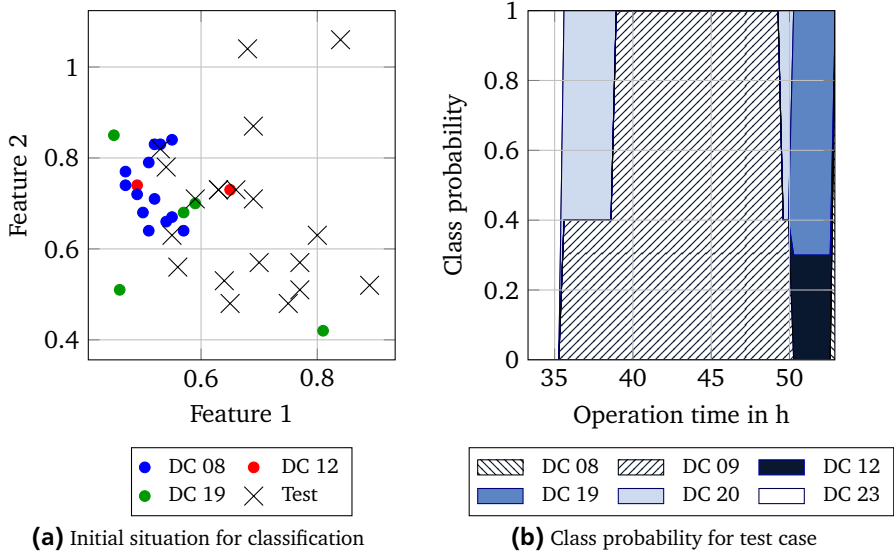 1
0.8
0.6
0.4
0.6
0.8
Feature 2
Feature 1
DC 08
DC 12
DC 19
Test
(a) Initial situation for classification
1
0.8
0.6
0.4
0.2
0
35
40
45
50
Class probability
Operation time in h
DC 08
DC 09
DC 12
DC 19
DC 20
DC 23
(b) Class probability for test case